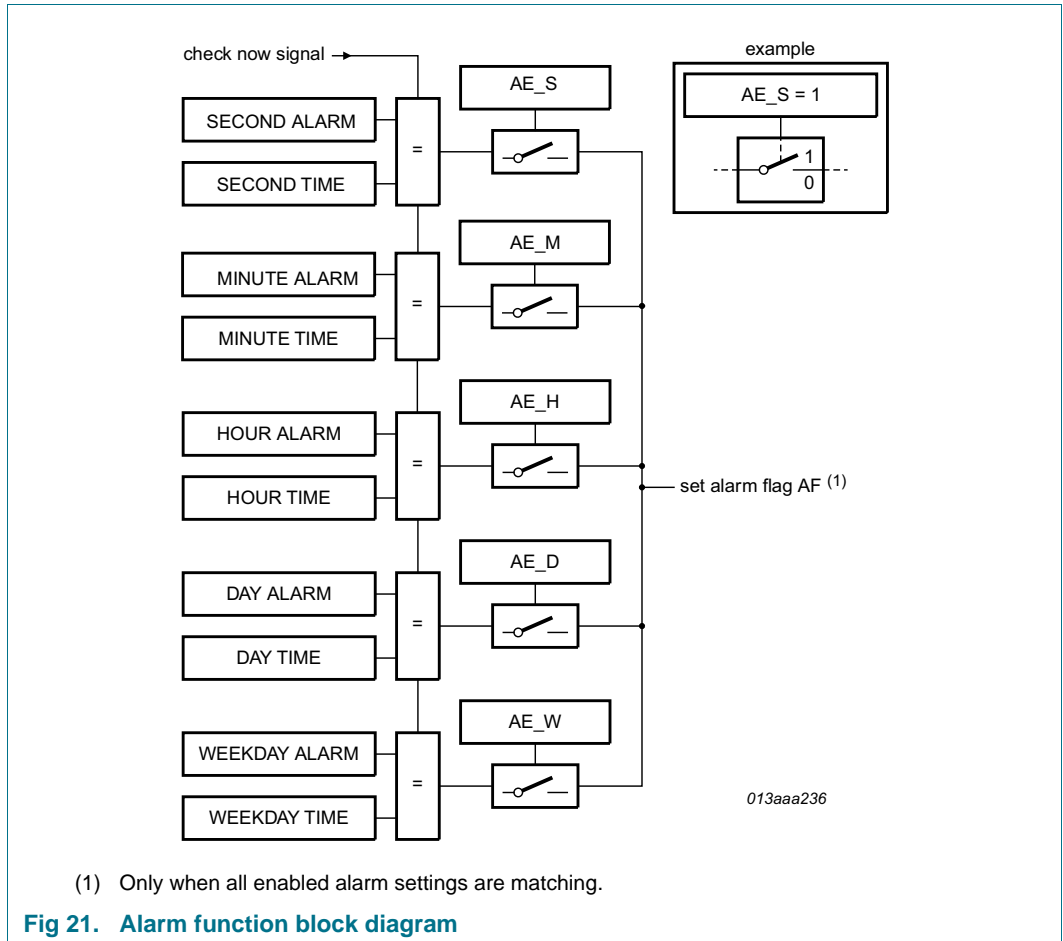 check now signal
example
AE_S
AE_S = 1
SECOND ALARM
=
1
0
SECOND TIME
AE_M
MINUTE ALARM
=
MINUTE TIME
AE_H
HOUR ALARM
=
HOUR TIME
set alarm flag AF (1)
AE_D
DAY ALARM
=
DAY TIME
AE_W
WEEKDAY ALARM
=
WEEKDAY TIME
013aaa236
(1) Only when all enabled alarm settings are matching.
Fig 21. Alarm function block diagram